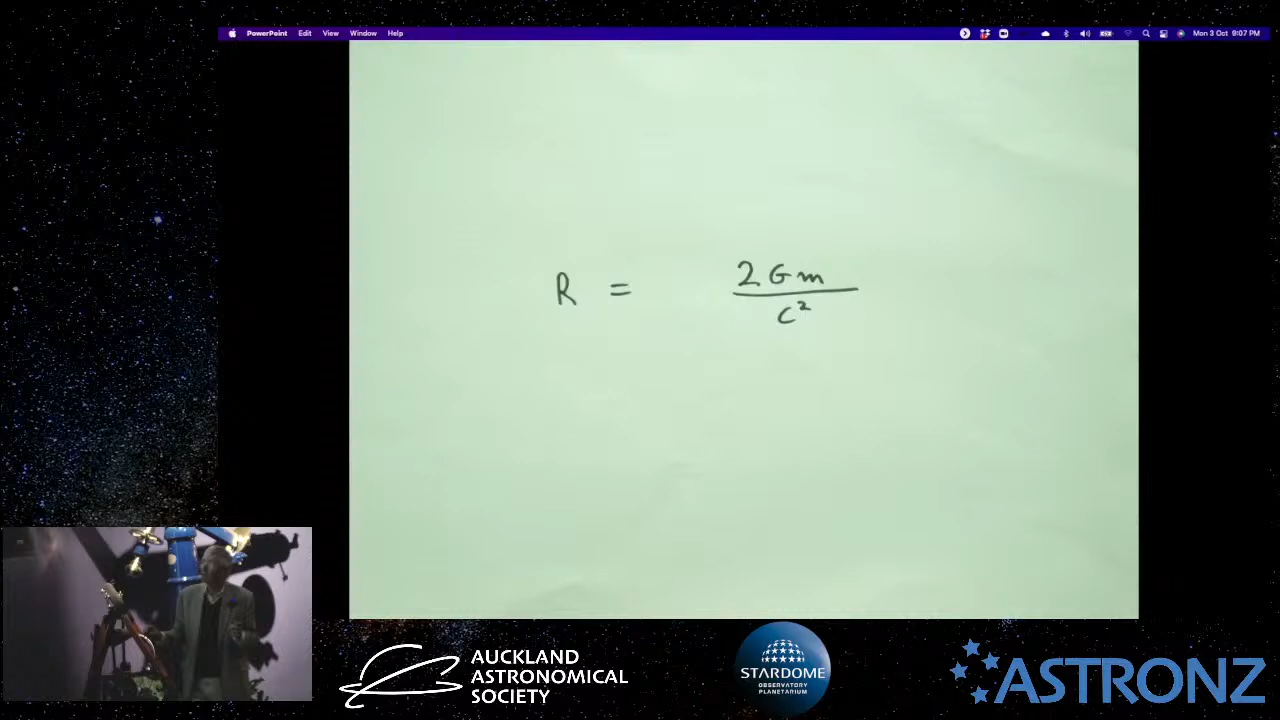 PowerPoint Edit View Window Help Mon 3 Oct 9:07 PM
R = 2Gm / c²
AUCKLAND
ASTRONOMICAL
SOCIETY
STARDOME
OBSERVATORY
PLANETARIUM
ASTRONZ